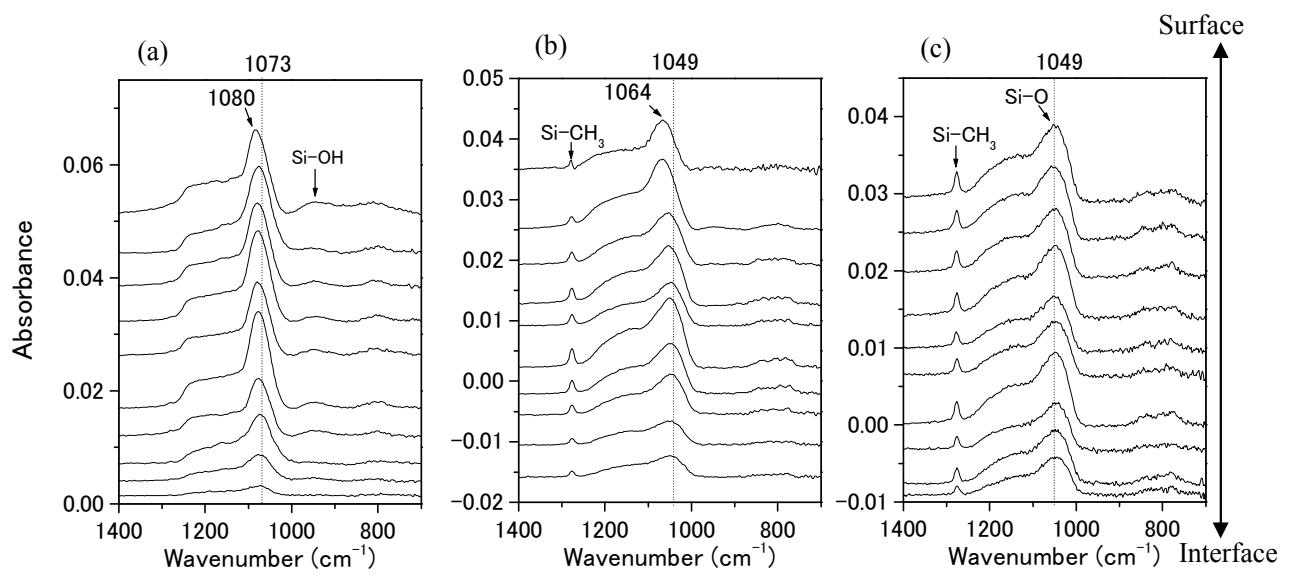 Surface
(a)
(b)
(c)
1073
1049
1049
1080
1064
Si-O
Si-OH
Si-CH₃
Si-CH₃
Absorbance
0.06
0.04
0.02
0.00
0.05
0.04
0.03
0.02
0.01
0.00
-0.01
-0.02
0.04
0.03
0.02
0.01
0.00
-0.01
1400 1200 1000 800
1400 1200 1000 800
1400 1200 1000 800
Wavenumber (cm⁻¹)
Wavenumber (cm⁻¹)
Wavenumber (cm⁻¹)
Interface